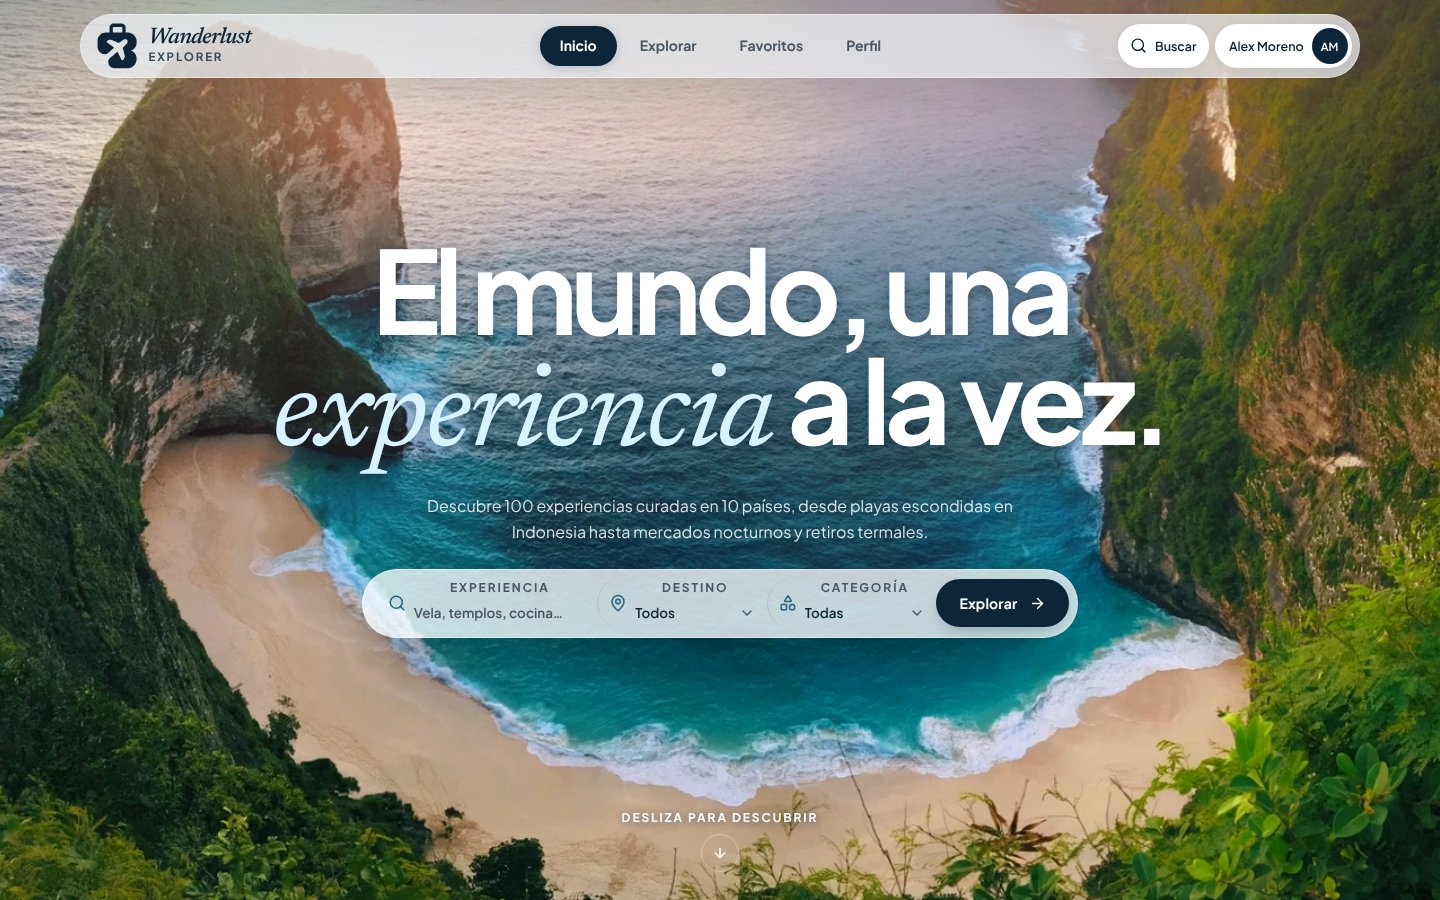 Wanderlust
EXPLORER
Inicio
Explorar
Favoritos
Perfil
Buscar
Alex Moreno
AM
El mundo, una
experiencia a la vez.
Descubre 100 experiencias curadas en 10 países, desde playas escondidas en
Indonesia hasta mercados nocturnos y retiros termales.
EXPERIENCIA
Vela, templos, cocina...
DESTINO
Todos
CATEGORÍA
Todas
Explorar
DESLIZA PARA DESCUBRIR